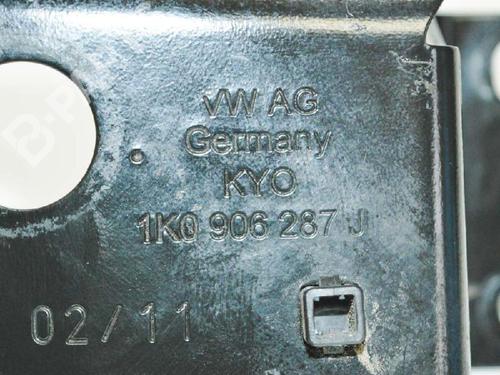 VW AG
Germany
KYO
1K0 906 287 J
02/11